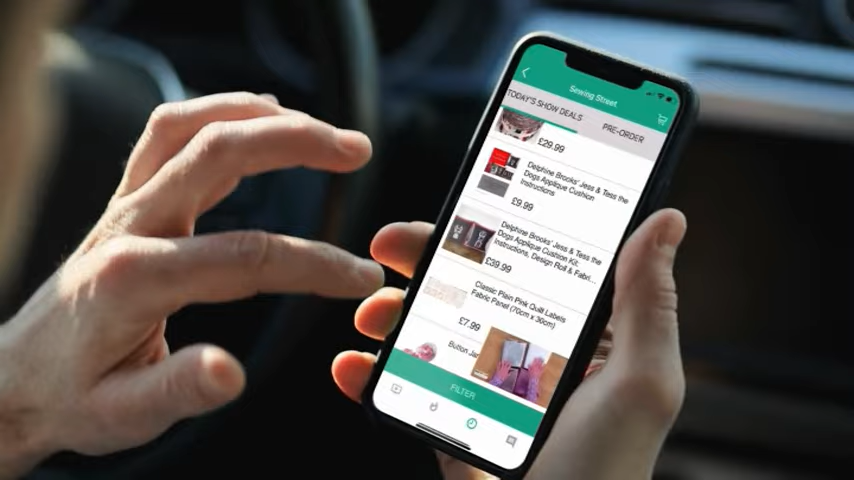 Sewing Street
TODAY'S SHOW DEALS
PRE-ORDER
£29.99
Delphine Brooks' Jess & Tess the
Dogs Applique Cushion
Instructions
£9.99
Delphine Brooks' Jess & Tess the
Dogs Applique Cushion Kit:
Instructions, Design Roll & Fabri...
£39.99
Classic Plain Pink Quilt Labels
Fabric Panel (70cm x 30cm)
£7.99
Button Ja
FILTER